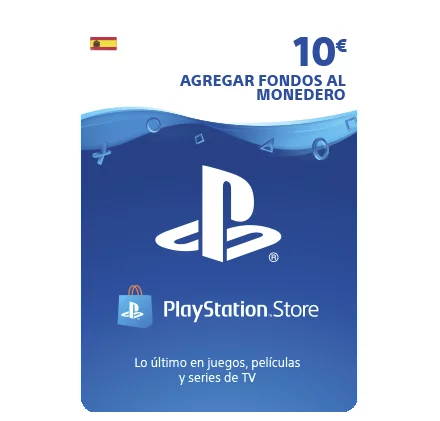 10€
AGREGAR FONDOS AL
MONEDERO
®
PlayStation.Store
Lo último en juegos, películas
y series de TV